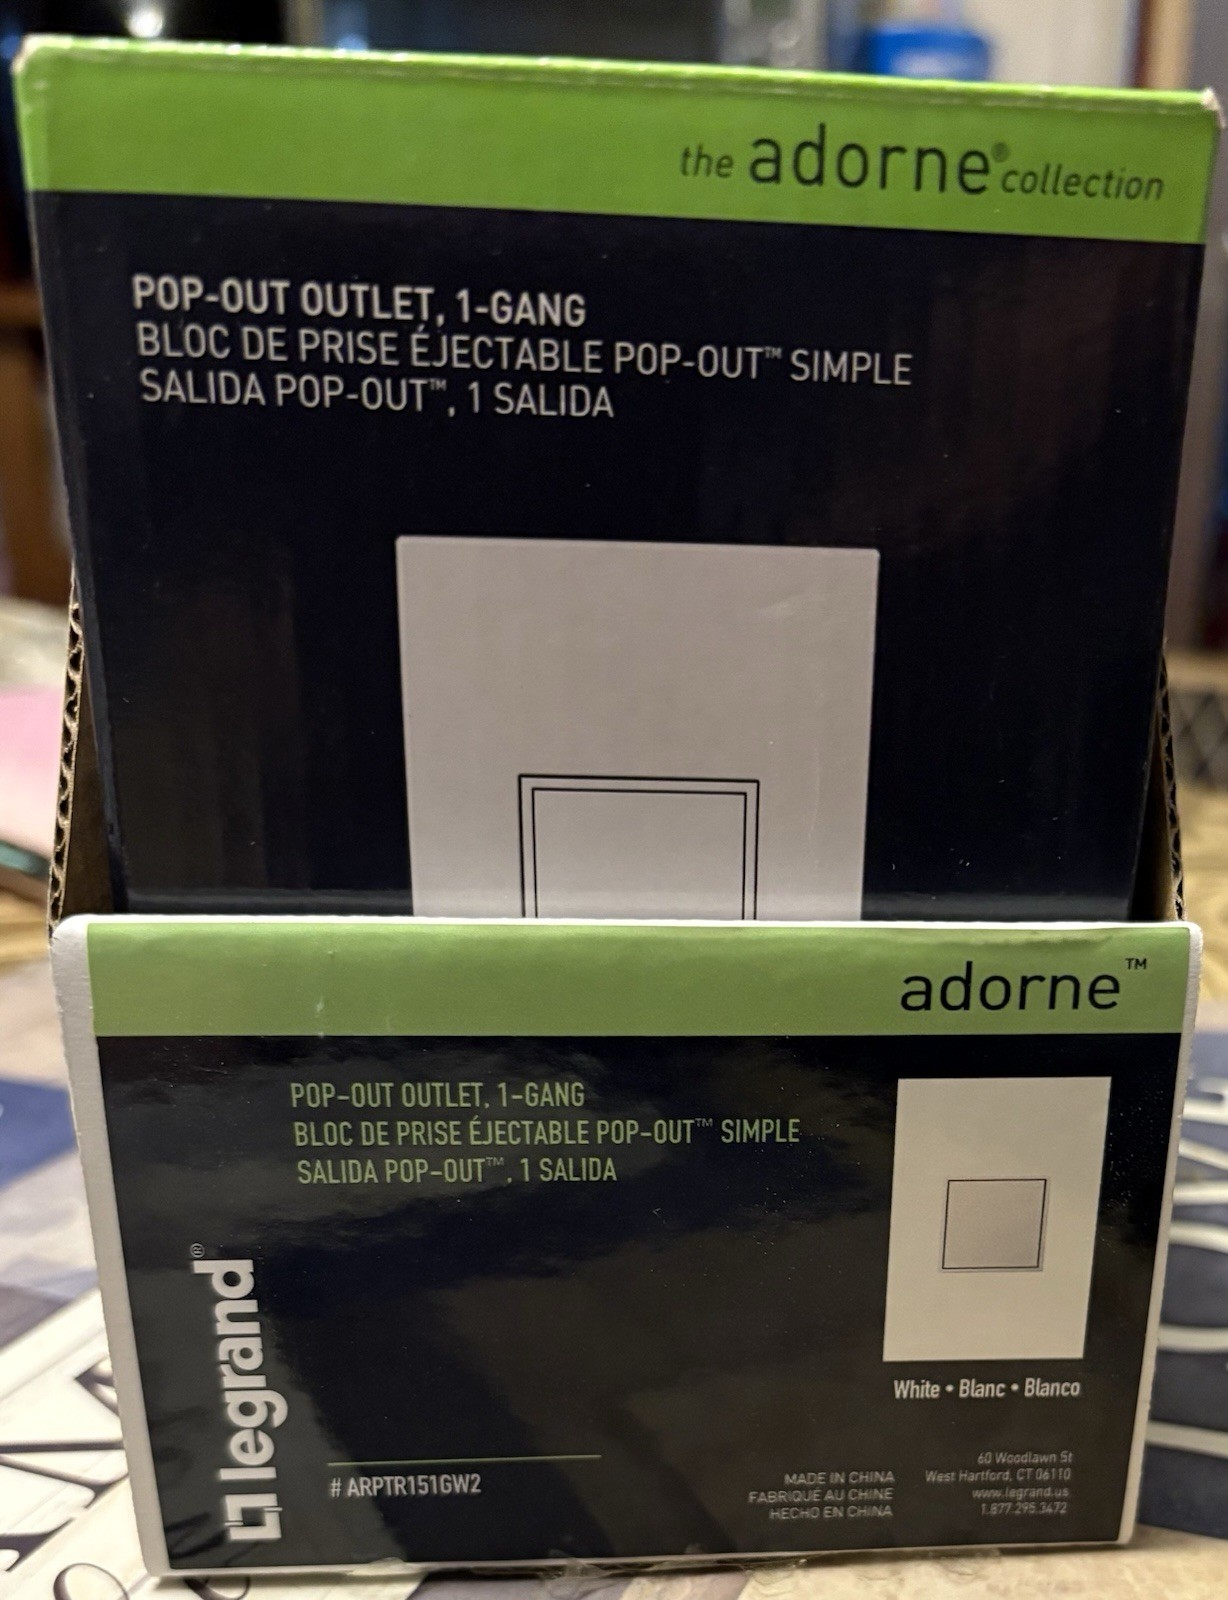 the adorne® collection
POP-OUT OUTLET, 1-GANG
BLOC DE PRISE ÉJECTABLE POP-OUT™ SIMPLE
SALIDA POP-OUT™, 1 SALIDA
adorne™
POP-OUT OUTLET, 1-GANG
BLOC DE PRISE ÉJECTABLE POP-OUT™ SIMPLE
SALIDA POP-OUT™, 1 SALIDA
legrand®
White • Blanc • Blanco
# ARPTR151GW2
MADE IN CHINA
FABRIQUÉ AU CHINE
HECHO EN CHINA
60 Woodlawn St
West Hartford, CT 06110
www.legrand.us
1.877.295.3472